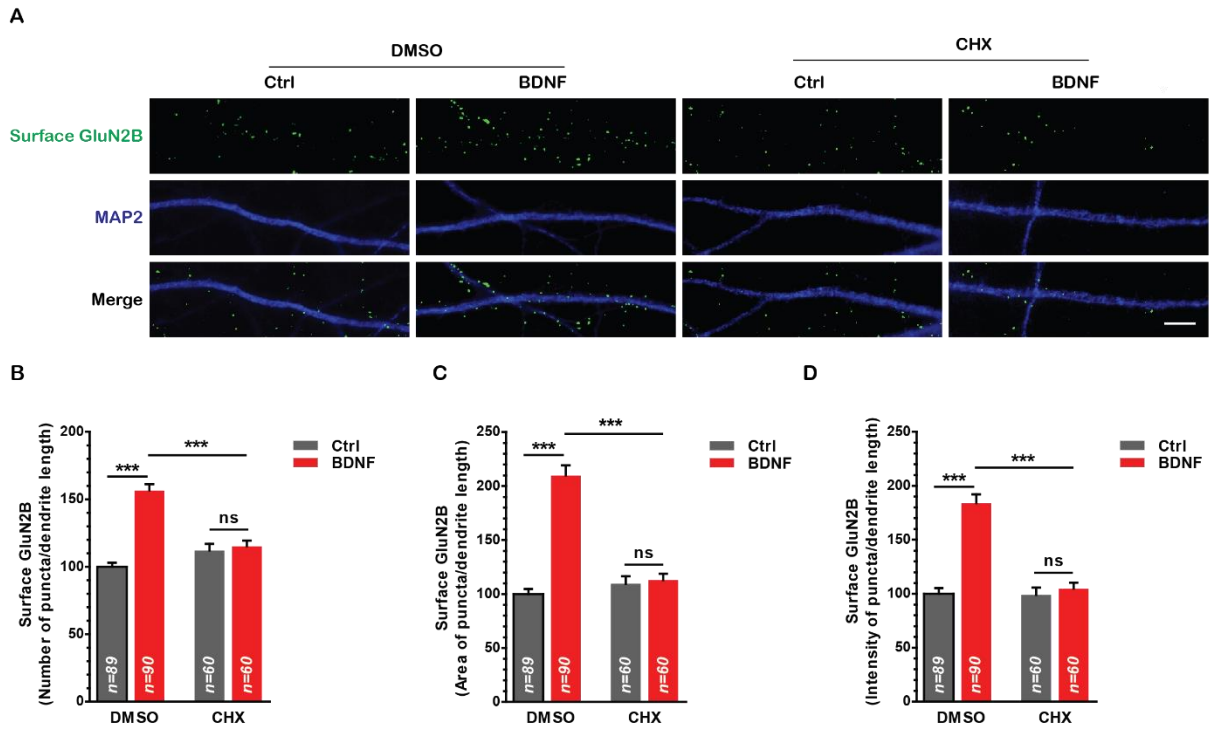 A
DMSO
CHX
Ctrl
BDNF
Ctrl
BDNF
Surface GluN2B
MAP2
Merge
B
Surface GluN2B
(Number of puncta/dendrite length)
200
150
100
50
0
***
***
ns
n=89
n=90
n=60
n=60
DMSO
CHX
Ctrl
BDNF
C
Surface GluN2B
(Area of puncta/dendrite length)
250
200
150
100
50
0
***
***
ns
n=89
n=90
n=60
n=60
DMSO
CHX
Ctrl
BDNF
D
Surface GluN2B
(Intensity of puncta/dendrite length)
250
200
150
100
50
0
***
***
ns
n=89
n=90
n=60
n=60
DMSO
CHX
Ctrl
BDNF